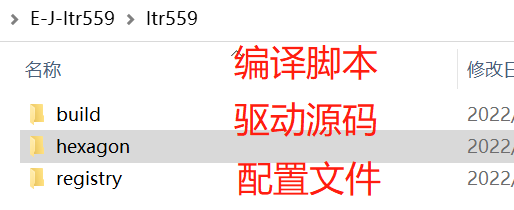 E-J-ltr559 ltr559
名称 修改日
编译脚本
build 2022/
驱动源码
hexagon 2022/
配置文件
registry 2022/